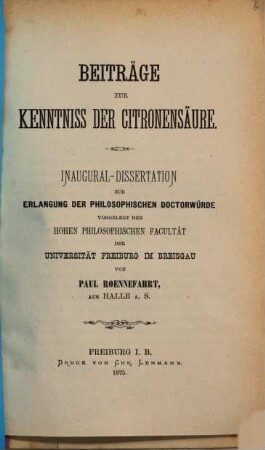 BEITRÄGE
ZUR
KENNTNISS DER CITRONENSÄURE.
INAUGURAL-DISSERTATION
ZUR
ERLANGUNG DER PHILOSOPHISCHEN DOCTORWÜRDE
VORGELEGT DER
HOHEN PHILOSOPHISCHEN FACULTÄT
DER
UNIVERSITÄT FREIBURG IM BREISGAU
VON
PAUL ROENNEFAHRT,
AUS HALLE A. S.
FREIBURG I. B.
DRUCK VON CHR. LEHMANN.
1875.